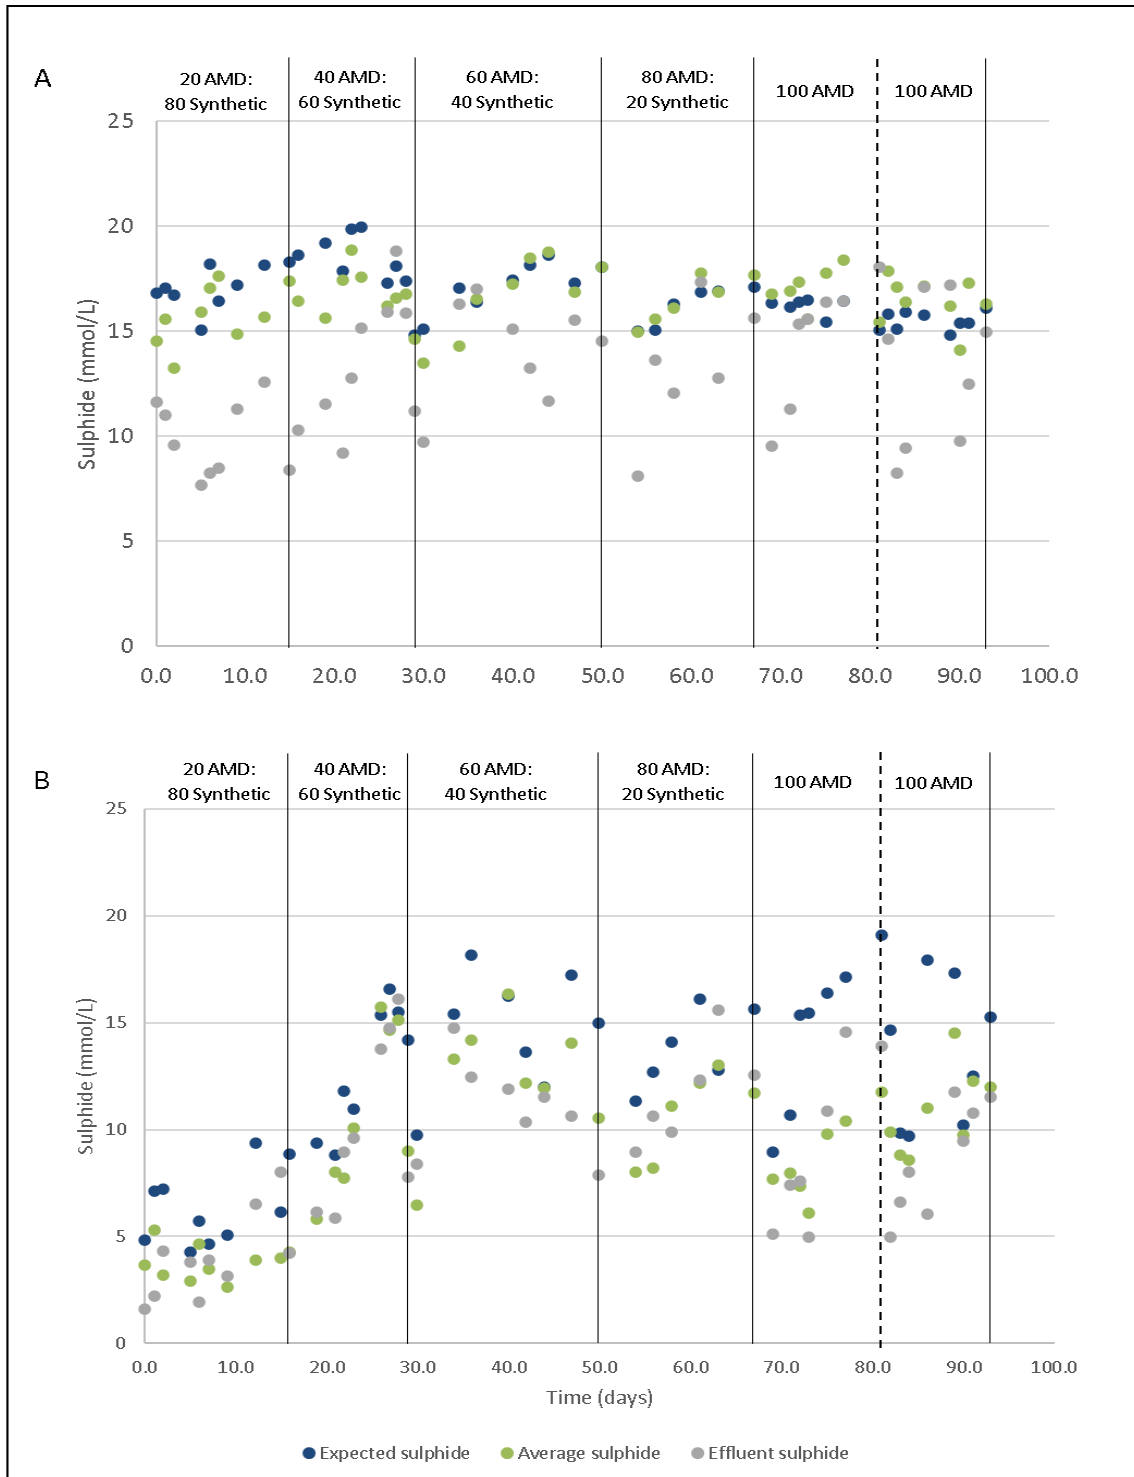 A
20 AMD: 40 AMD: 60 AMD: 80 AMD: 100 AMD 100 AMD
80 Synthetic 60 Synthetic 40 Synthetic 20 Synthetic
25
20
15
10
5
0
Sulphide (mmol/L)
0.0 10.0 20.0 30.0 40.0 50.0 60.0 70.0 80.0 90.0 100.0
B
20 AMD: 40 AMD: 60 AMD: 80 AMD: 100 AMD 100 AMD
80 Synthetic 60 Synthetic 40 Synthetic 20 Synthetic
25
20
15
10
5
0
Sulphide (mmol/L)
0.0 10.0 20.0 30.0 40.0 50.0 60.0 70.0 80.0 90.0 100.0
Time (days)
Expected sulphide Average sulphide Effluent sulphide